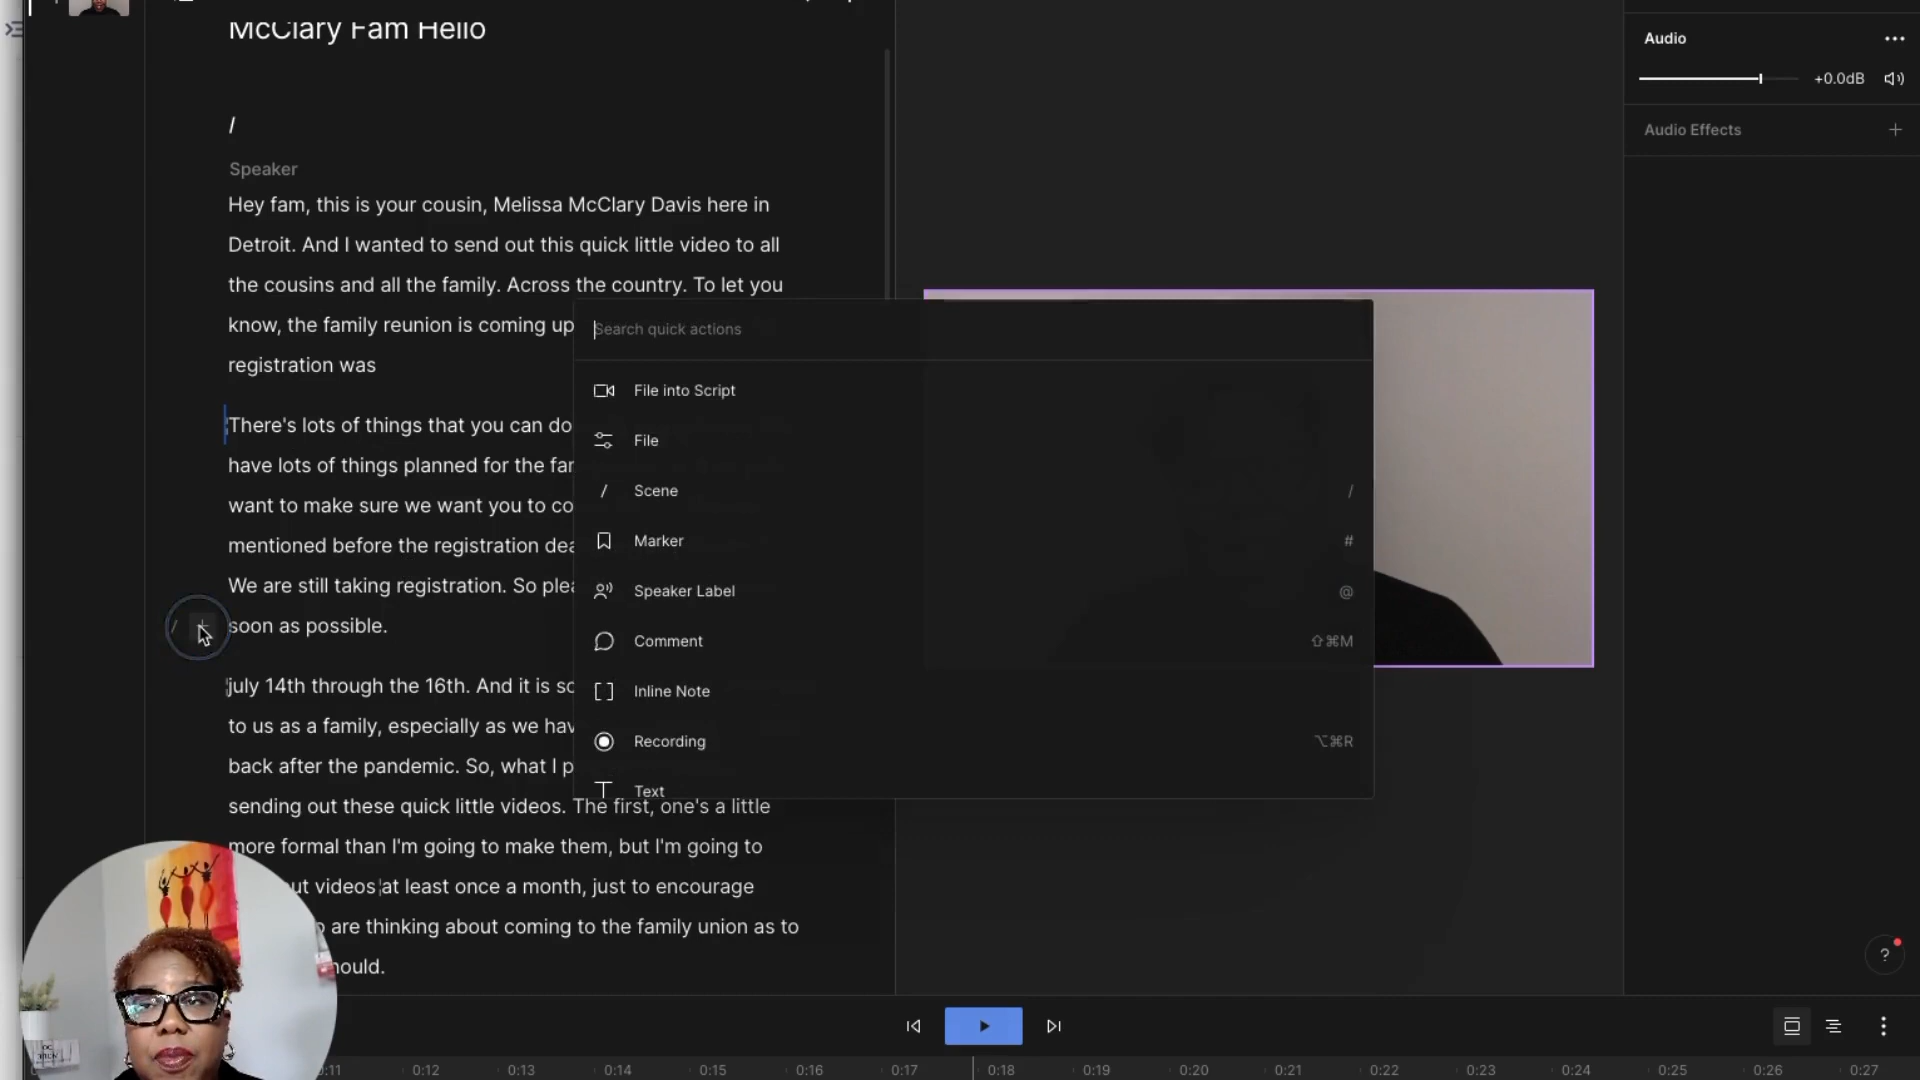 McClary Fam Hello
/
Speaker
Hey fam, this is your cousin, Melissa McClary Davis here in
Detroit. And I wanted to send out this quick little video to all
the cousins and all the family. Across the country. To let you
know, the family reunion is coming up
registration was
There's lots of things that you can do
have lots of things planned for the
want to make sure we want you to
mentioned before the registration
We are still taking registration. So
/ +
soon as possible.
july 14th through the 16th. And it is
to us as a family, especially as we
back after the pandemic. So, what I
sending out these quick little videos. The first, one's a little
more formal than I'm going to make them, but I'm going to
videos at least once a month, just to encourage
are thinking about coming to the family union as to
Search quick actions
File into Script
File
/ Scene /
Marker #
Speaker Label @
Comment ⇧⌘M
Inline Note
Recording ⌥⌘R
Text
Audio
+0.0dB
Audio Effects +
?
0:12 0:13 0:14 0:15 0:16 0:17 0:18 0:19 0:20 0:21 0:22 0:23 0:24 0:25 0:26 0:27